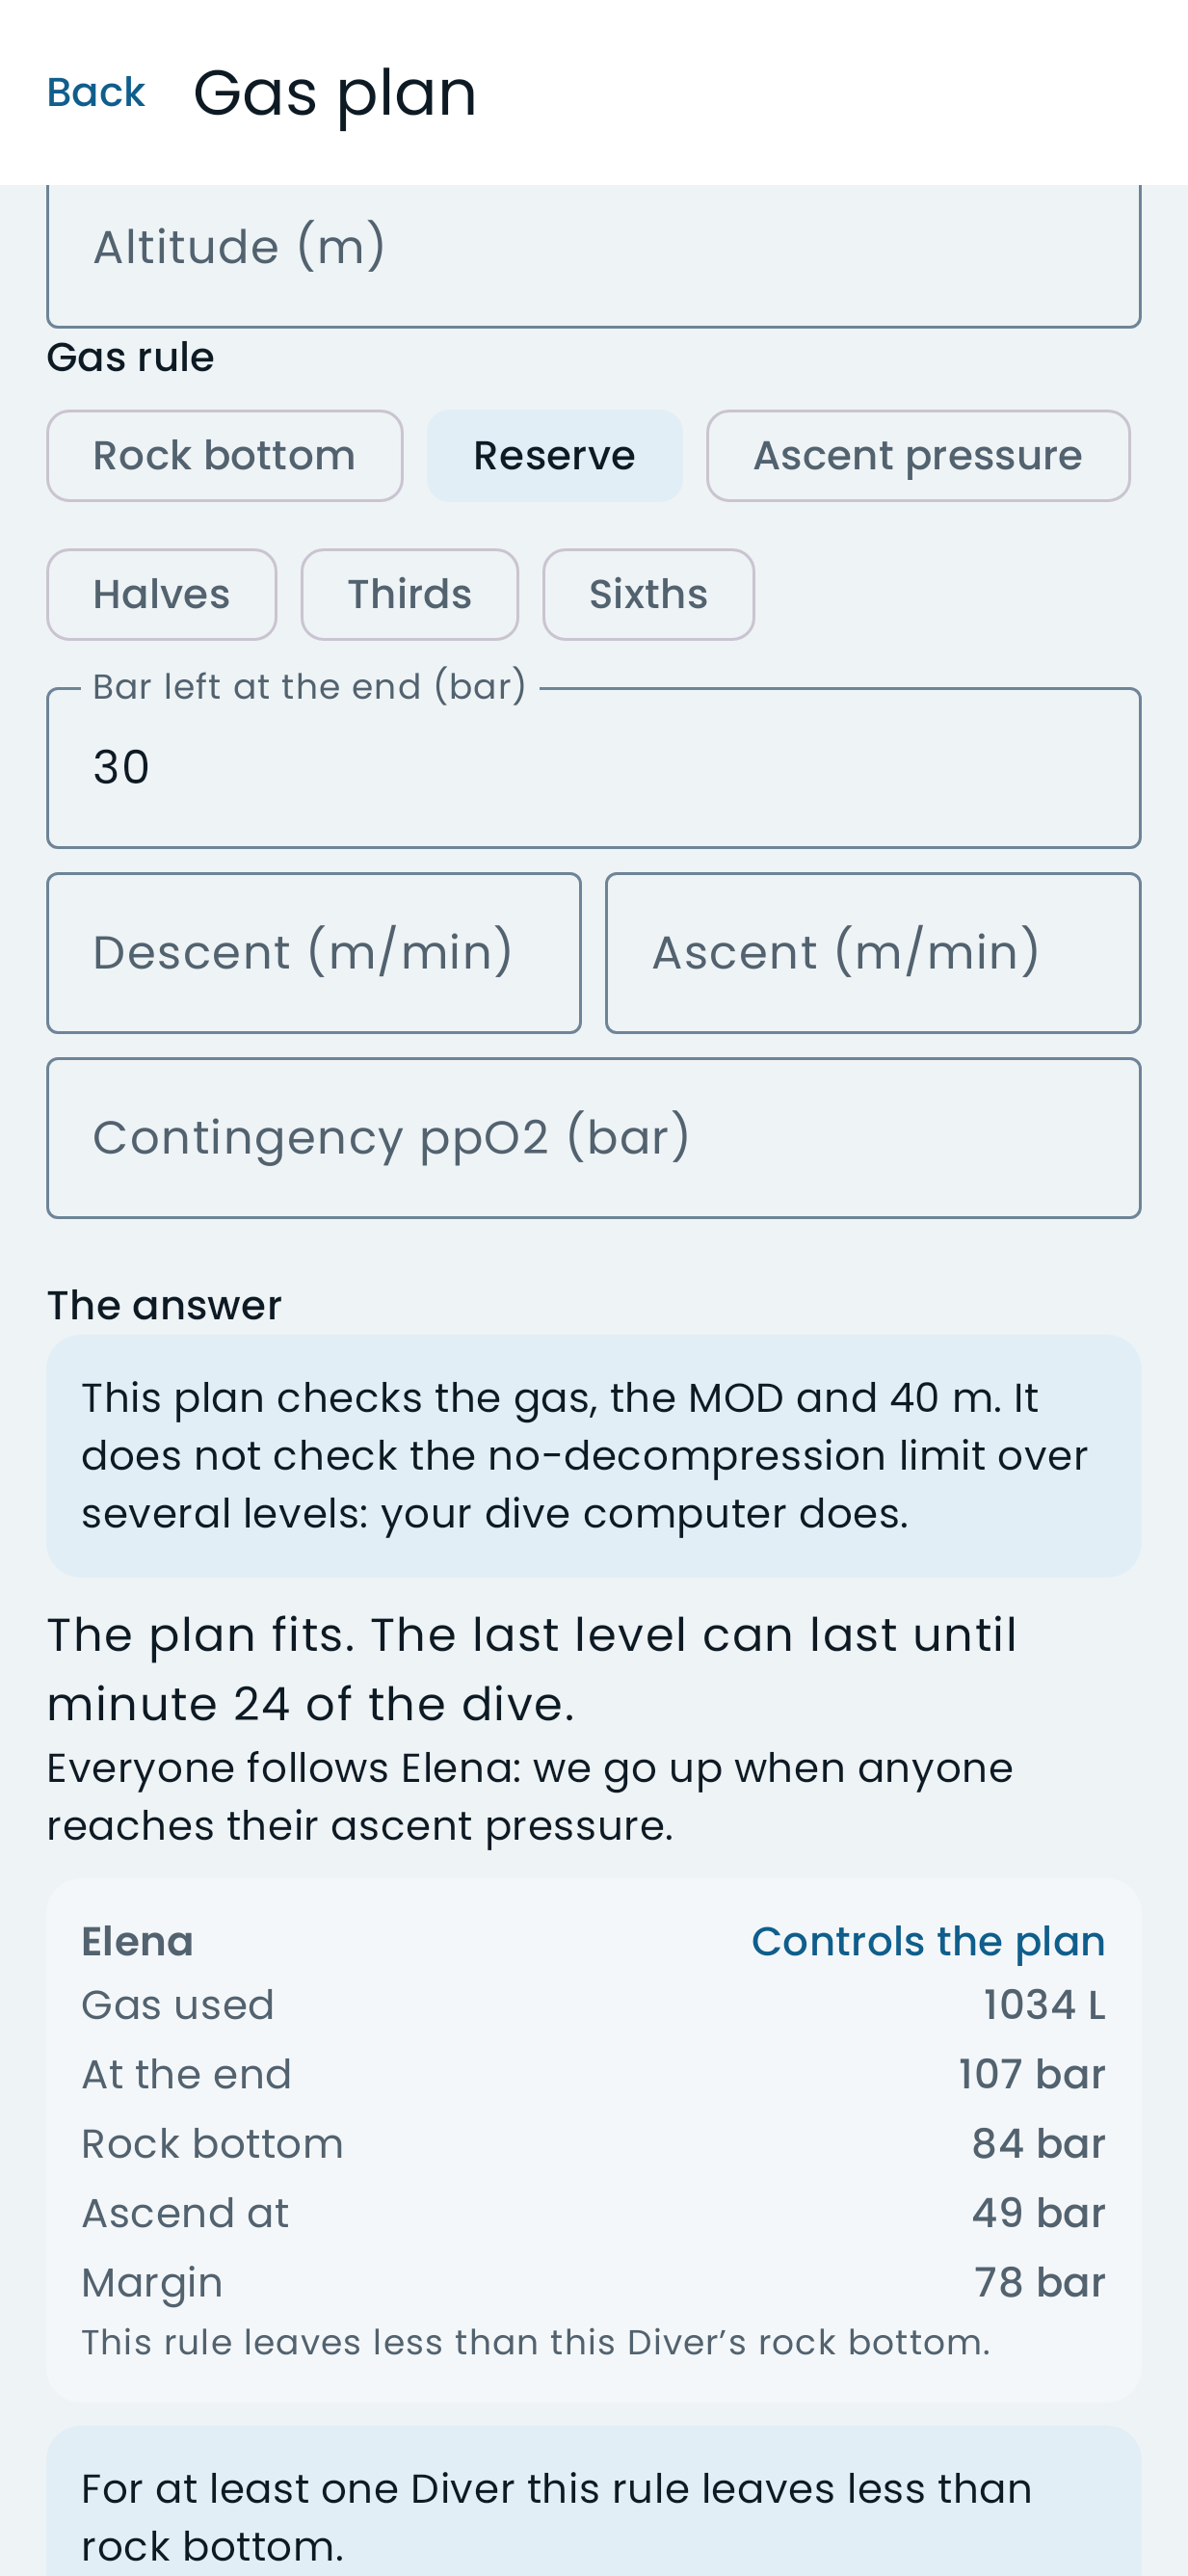 Back
Gas plan
Altitude (m)
Gas rule
Rock bottom
Reserve
Ascent pressure
Halves
Thirds
Sixths
Bar left at the end (bar)
30
Descent (m/min)
Ascent (m/min)
Contingency ppO2 (bar)
The answer
This plan checks the gas, the MOD and 40 m. It
does not check the no-decompression limit over
several levels: your dive computer does.
The plan fits. The last level can last until
minute 24 of the dive.
Everyone follows Elena: we go up when anyone
reaches their ascent pressure.
Elena
Controls the plan
Gas used
1034 L
At the end
107 bar
Rock bottom
84 bar
Ascend at
49 bar
Margin
78 bar
This rule leaves less than this Diver’s rock bottom.
For at least one Diver this rule leaves less than
rock bottom.